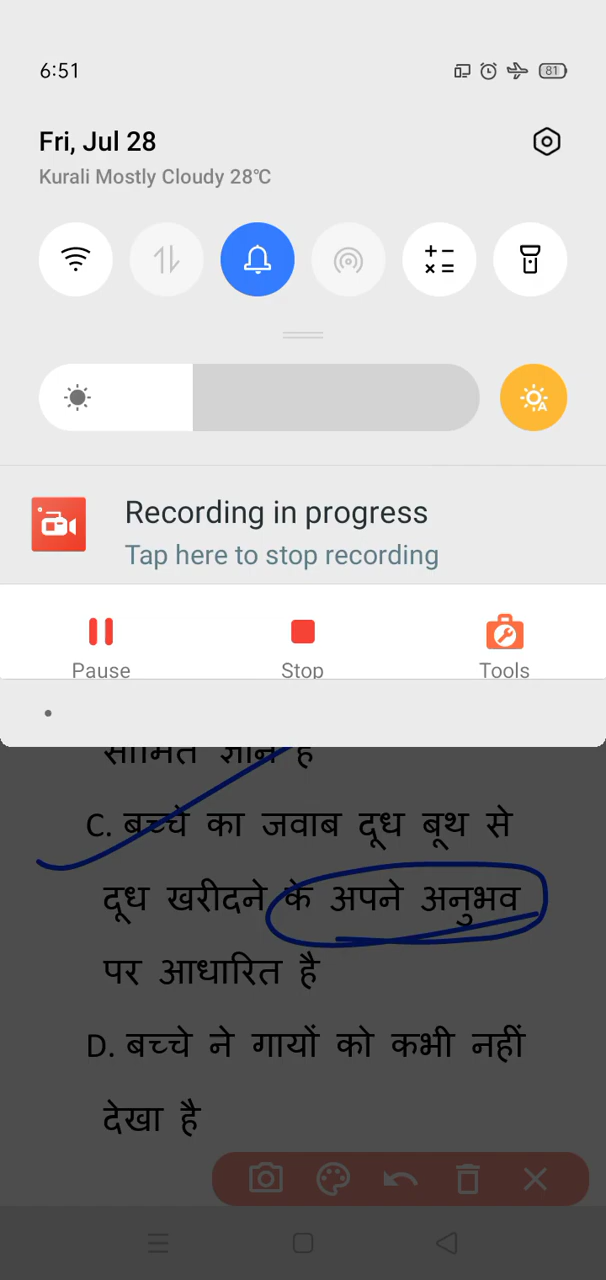 6:51
81
Fri, Jul 28
Kurali Mostly Cloudy 28°C
A
Recording in progress
Tap here to stop recording
Pause Stop Tools
सीमित ज्ञान है
C. बच्चे का जवाब दूध बूथ से
दूध खरीदने के अपने अनुभव
पर आधारित है
D. बच्चे ने गायों को कभी नहीं
देखा है